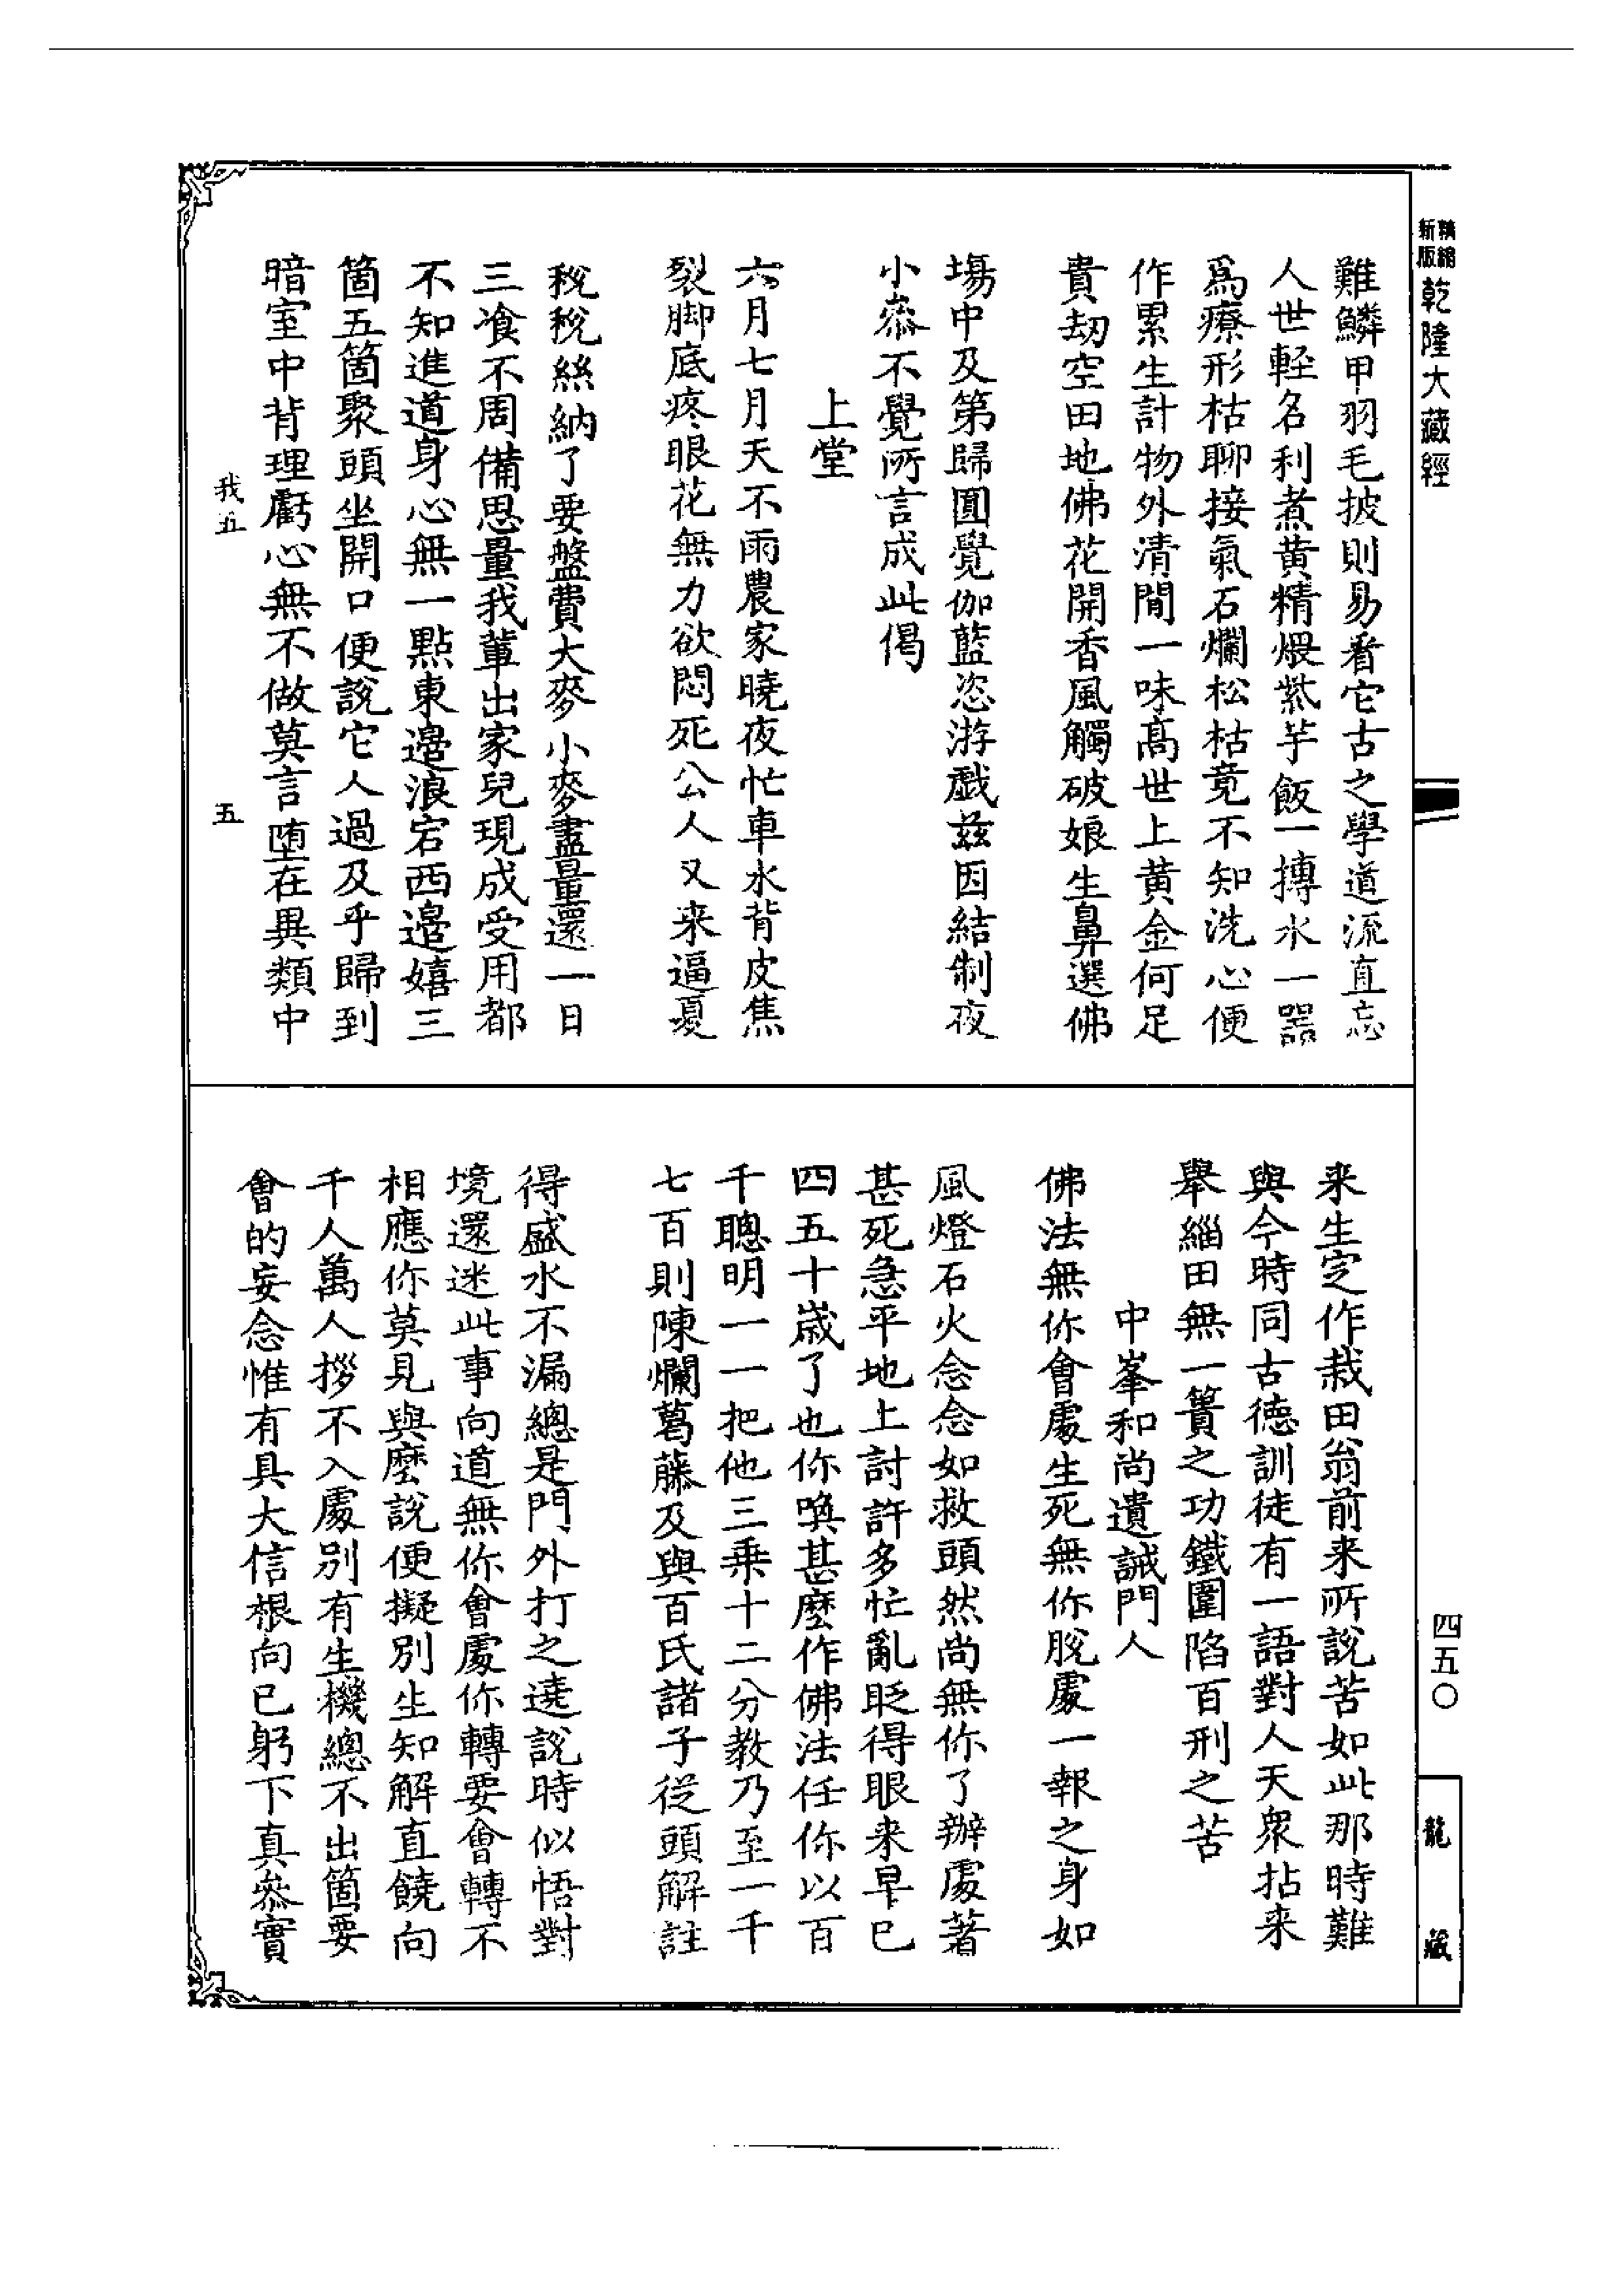 精縮
新版
乾隆大藏經
難鱗甲羽毛披則易看它古之學道流直忘
人世輕名利煮黄精煨紫芋飯一摶水一器
爲療形枯聊接氣石爛松枯竟不知洗心便
作累生計物外清閒一味髙世上黄金何足
貴劫空田地佛花開香風觸破娘生鼻選佛
場中及第歸圓覺伽藍恣游戯兹因結制夜
小叅不覺所言成此偈
上堂
六月七月天不雨農家曉夜忙車水背皮焦
裂脚底疼眼花無力欲悶死公人又来逼夏
税秋絲納了要盤費大麥小麥盡量還一日
三飡不周備思量我輩出家兒現成受用都
不知進道身心無一點東邉浪宕西邉嬉三
箇五箇聚頭坐開口便說它人過及乎歸到
暗室中背理虧心無不做莫言堕在異類中
我五
五
来生定作栽田翁前来所說苦如此那時難
與今時同古徳訓徒有一語對人天衆拈来
舉緇田無一簣之功鐵圍陷百刑之苦
中峯和尚遺誡門人
佛法無你會處生死無你脫處一報之身如
風燈石火念念如救頭然尚無你了辦處著
甚死急平地上討許多忙亂眨得眼来早已
四五十歲了也你喚甚麽作佛法任你以百
千聰明一一把他三乗十二分教乃至一千
七百則陳爛葛藤及與百氏諸子從頭解註
得盛水不漏總是門外打之遶說時似悟對
境還迷此事向道無你會處你轉要會轉不
相應你莫見與麽說便擬別生知解直饒向
千人萬人拶不入處別有生機總不出箇要
會的妄念惟有具大信根向已躬下真叅實
四五〇
龍藏